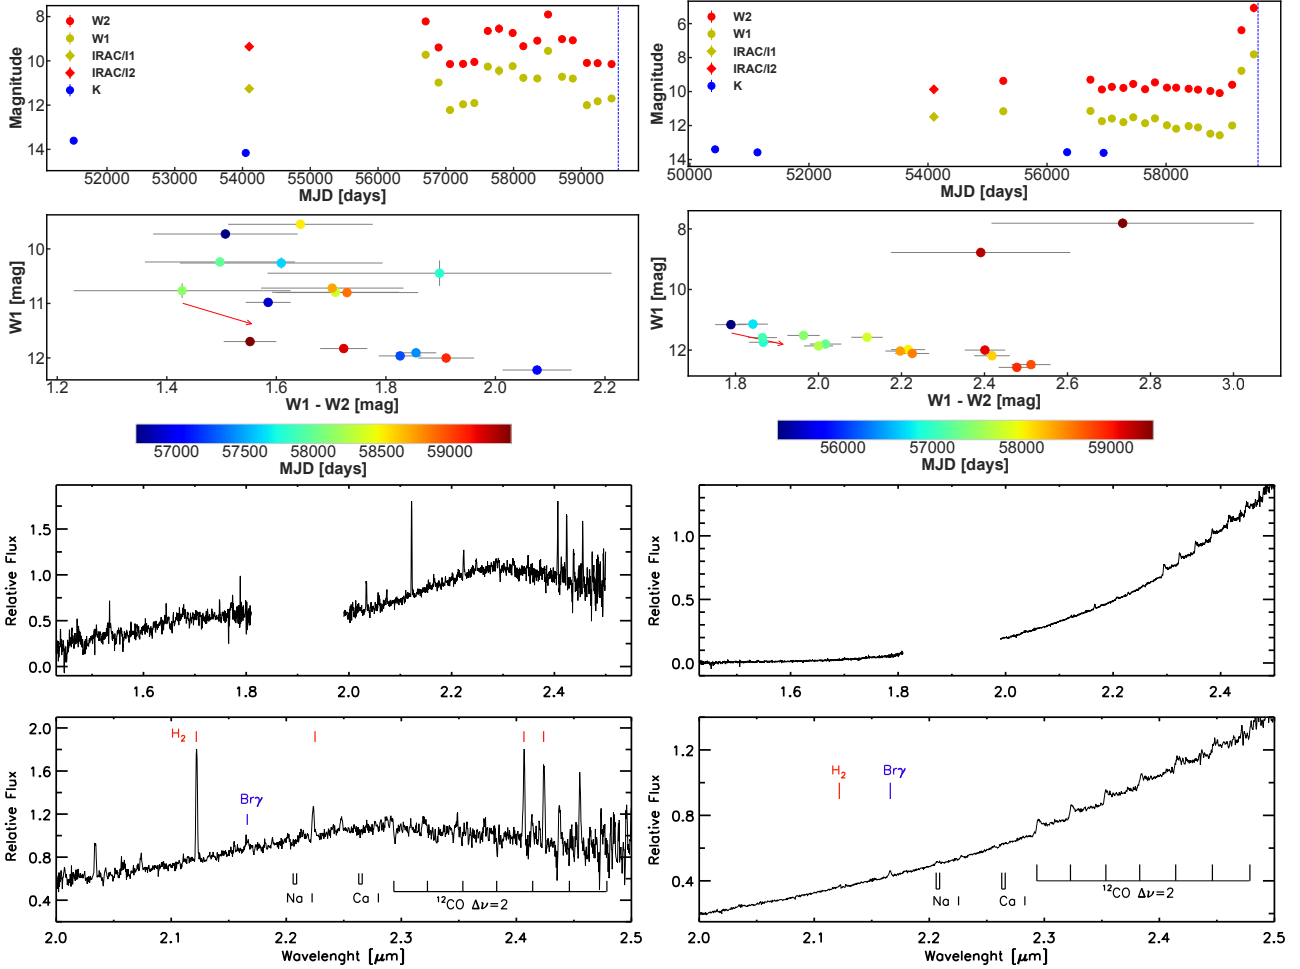 W2
W1
IRAC/I1
IRAC/I2
K
Magnitude
8
10
12
14
52000 53000 54000 55000 56000 57000 58000 59000
MJD [days]
W2
W1
IRAC/I1
IRAC/I2
K
Magnitude
6
8
10
12
14
50000 52000 54000 56000 58000
MJD [days]
W1 [mag]
10
11
12
1.2 1.4 1.6 1.8 2.0 2.2
W1 - W2 [mag]
W1 [mag]
8
10
12
1.8 2.0 2.2 2.4 2.6 2.8 3.0
W1 - W2 [mag]
57000 57500 58000 58500 59000
MJD [days]
56000 57000 58000 59000
MJD [days]
Relative Flux
1.5
1.0
0.5
0.0
1.6 1.8 2.0 2.2 2.4
Relative Flux
1.0
0.5
0.0
1.6 1.8 2.0 2.2 2.4
Relative Flux
2.0
1.6
1.2
0.8
0.4
H2
Brγ
Na I
Ca I
12CO Δν=2
2.0 2.1 2.2 2.3 2.4 2.5
Wavelenght [μm]
Relative Flux
1.2
0.8
0.4
H2
Brγ
Na I
Ca I
12CO Δν=2
2.0 2.1 2.2 2.3 2.4 2.5
Wavelenght [μm]